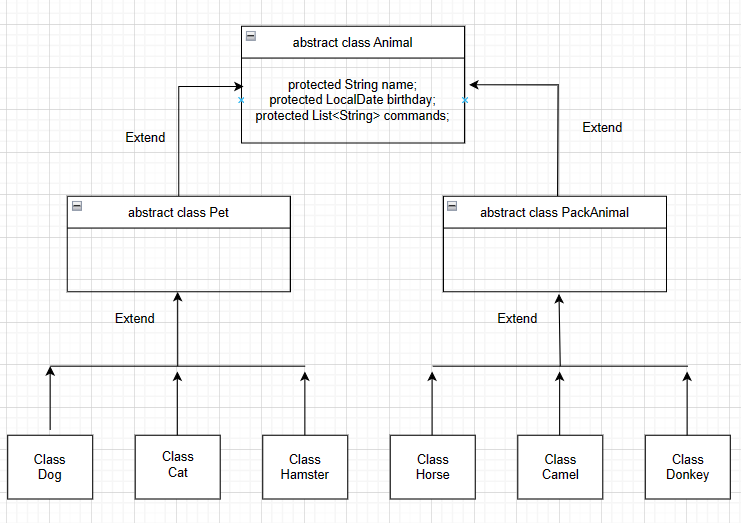 abstract class Animal
protected String name;
protected LocalDate birthday;
protected List<String> commands;
Extend
Extend
abstract class Pet
abstract class PackAnimal
Extend
Extend
Class
Dog
Class
Cat
Class
Hamster
Class
Horse
Class
Camel
Class
Donkey